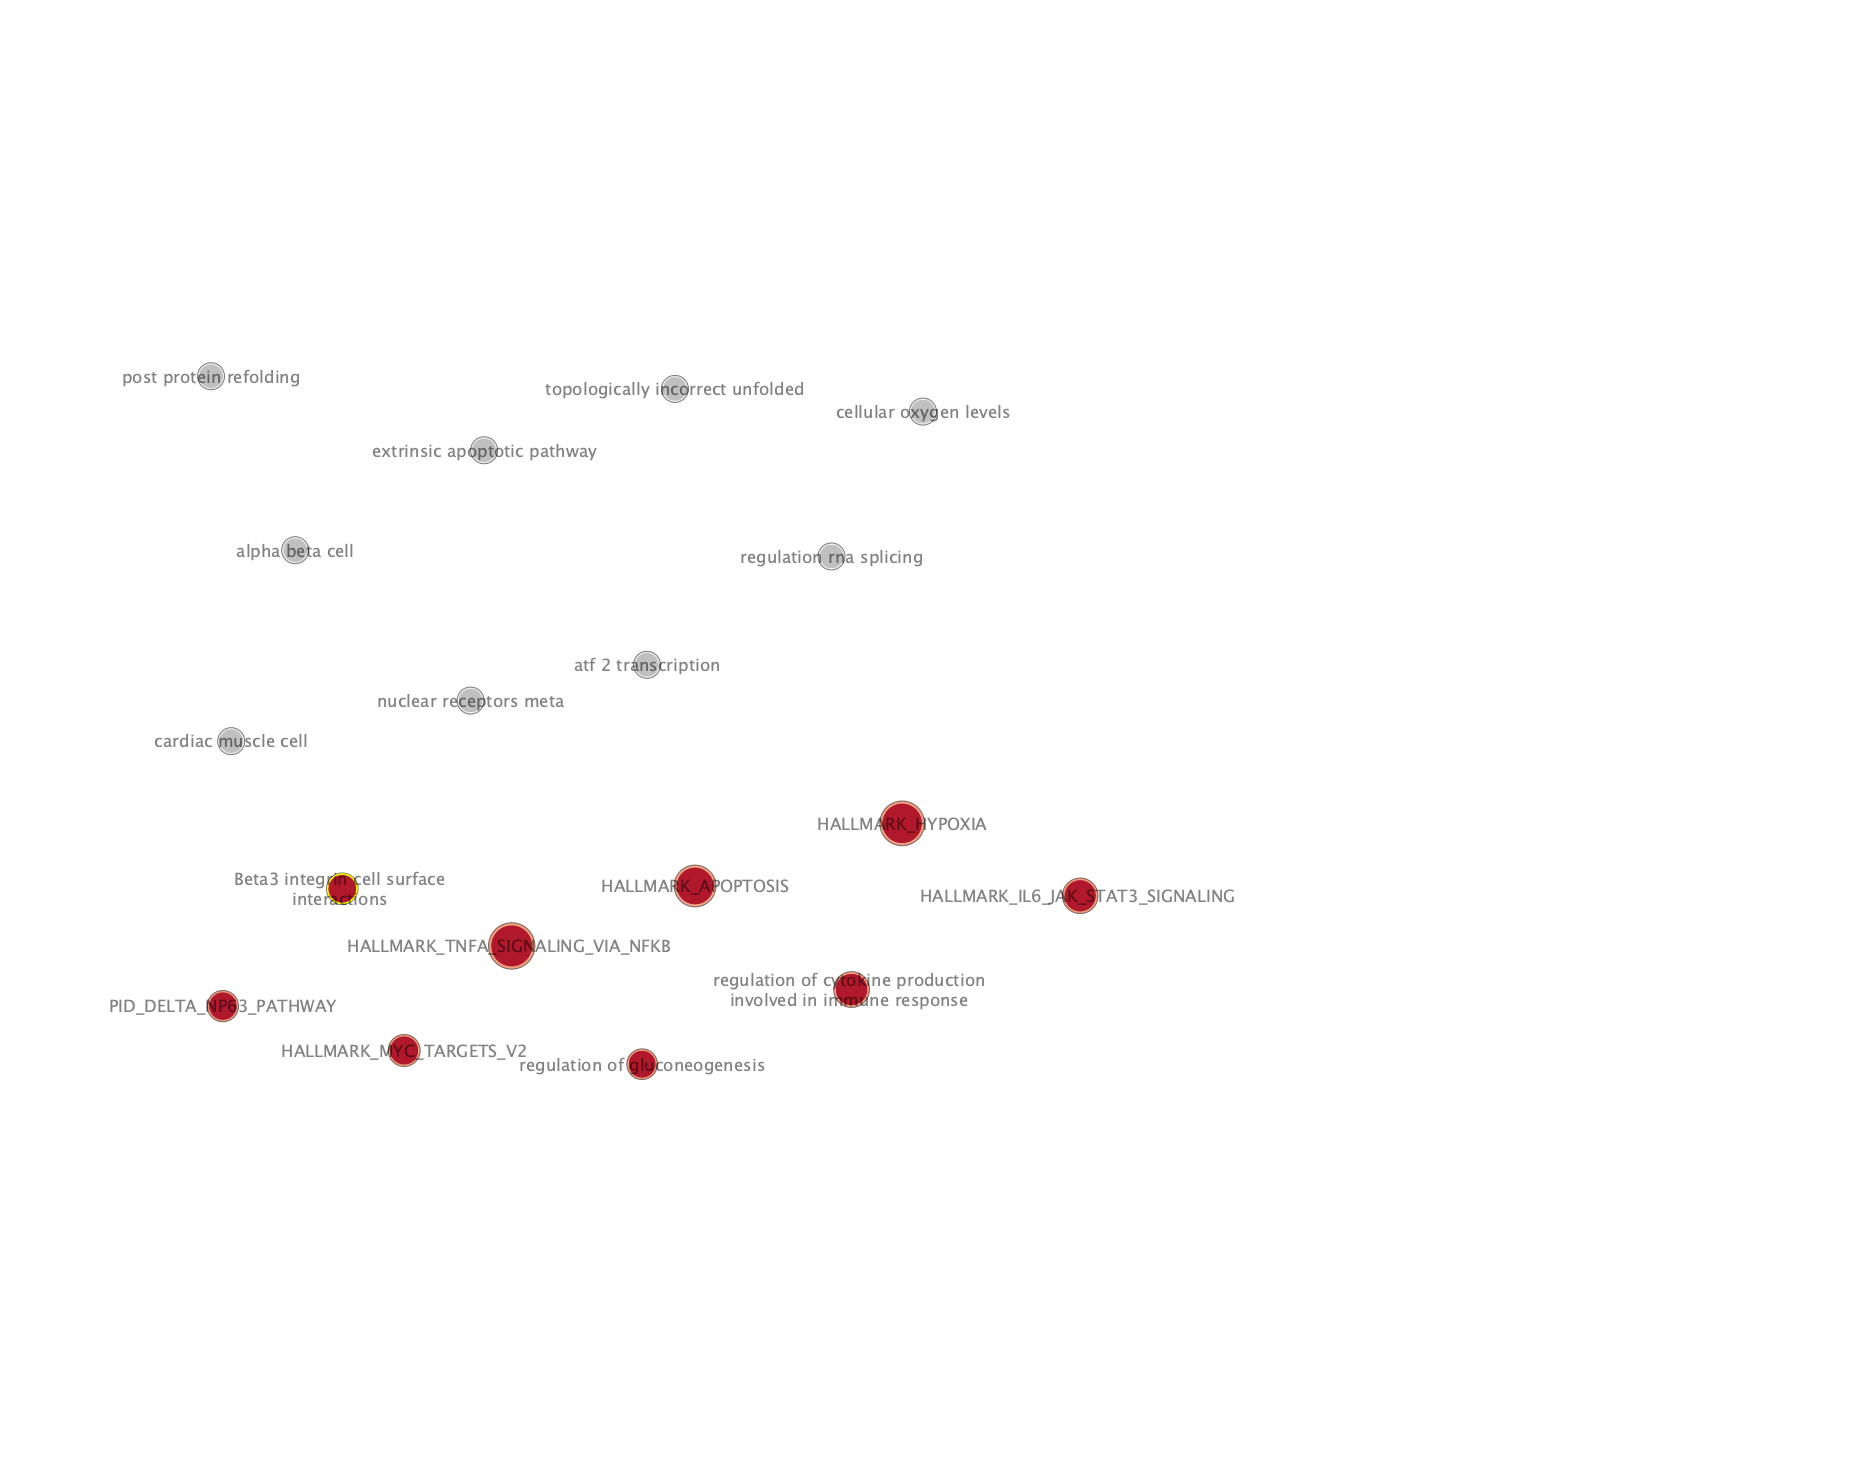 post protein refolding
topologically incorrect unfolded
cellular oxygen levels
extrinsic apoptotic pathway
alpha beta cell
regulation rna splicing
atf 2 transcription
nuclear receptors meta
cardiac muscle cell
HALLMARK_HYPOXIA
Beta3 integrin cell surface
interactions
HALLMARK_APOPTOSIS
HALLMARK_IL6_JAK_STAT3_SIGNALING
HALLMARK_TNFA_SIGNALING_VIA_NFKB
regulation of cytokine production
involved in immune response
PID_DELTA_NP63_PATHWAY
HALLMARK_MYC_TARGETS_V2
regulation of gluconeogenesis